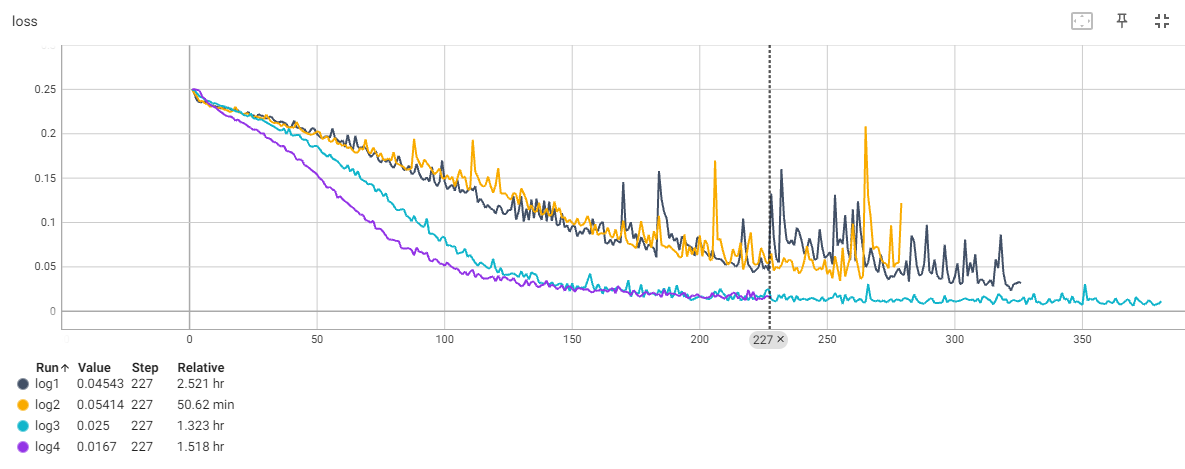 loss
0.25
0.2
0.15
0.1
0.05
0
0 50 100 150 200 227 250 300 350
Run Value Step Relative
log1 0.04543 227 2.521 hr
log2 0.05414 227 50.62 min
log3 0.025 227 1.323 hr
log4 0.0167 227 1.518 hr